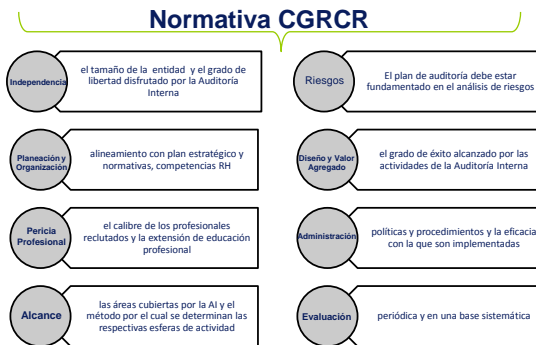 Normativa CGRCR
Independencia
el tamaño de la entidad y el grado de
libertad disfrutado por la Auditoría
Interna
Riesgos
El plan de auditoría debe estar
fundamentado en el análisis de riesgos
Planeación y
Organización
alineamiento con plan estratégico y
normativas, competencias RH
Diseño y Valor
Agregado
el grado de éxito alcanzado por las
actividades de la Auditoría Interna
Pericia
Profesional
el calibre de los profesionales
reclutados y la extensión de educación
profesional
Administración
políticas y procedimientos y la eficacia
con la que son implementadas
Alcance
las áreas cubiertas por la AI y el
método por el cual se determinan las
respectivas esferas de actividad
Evaluación
periódica y en una base sistemática